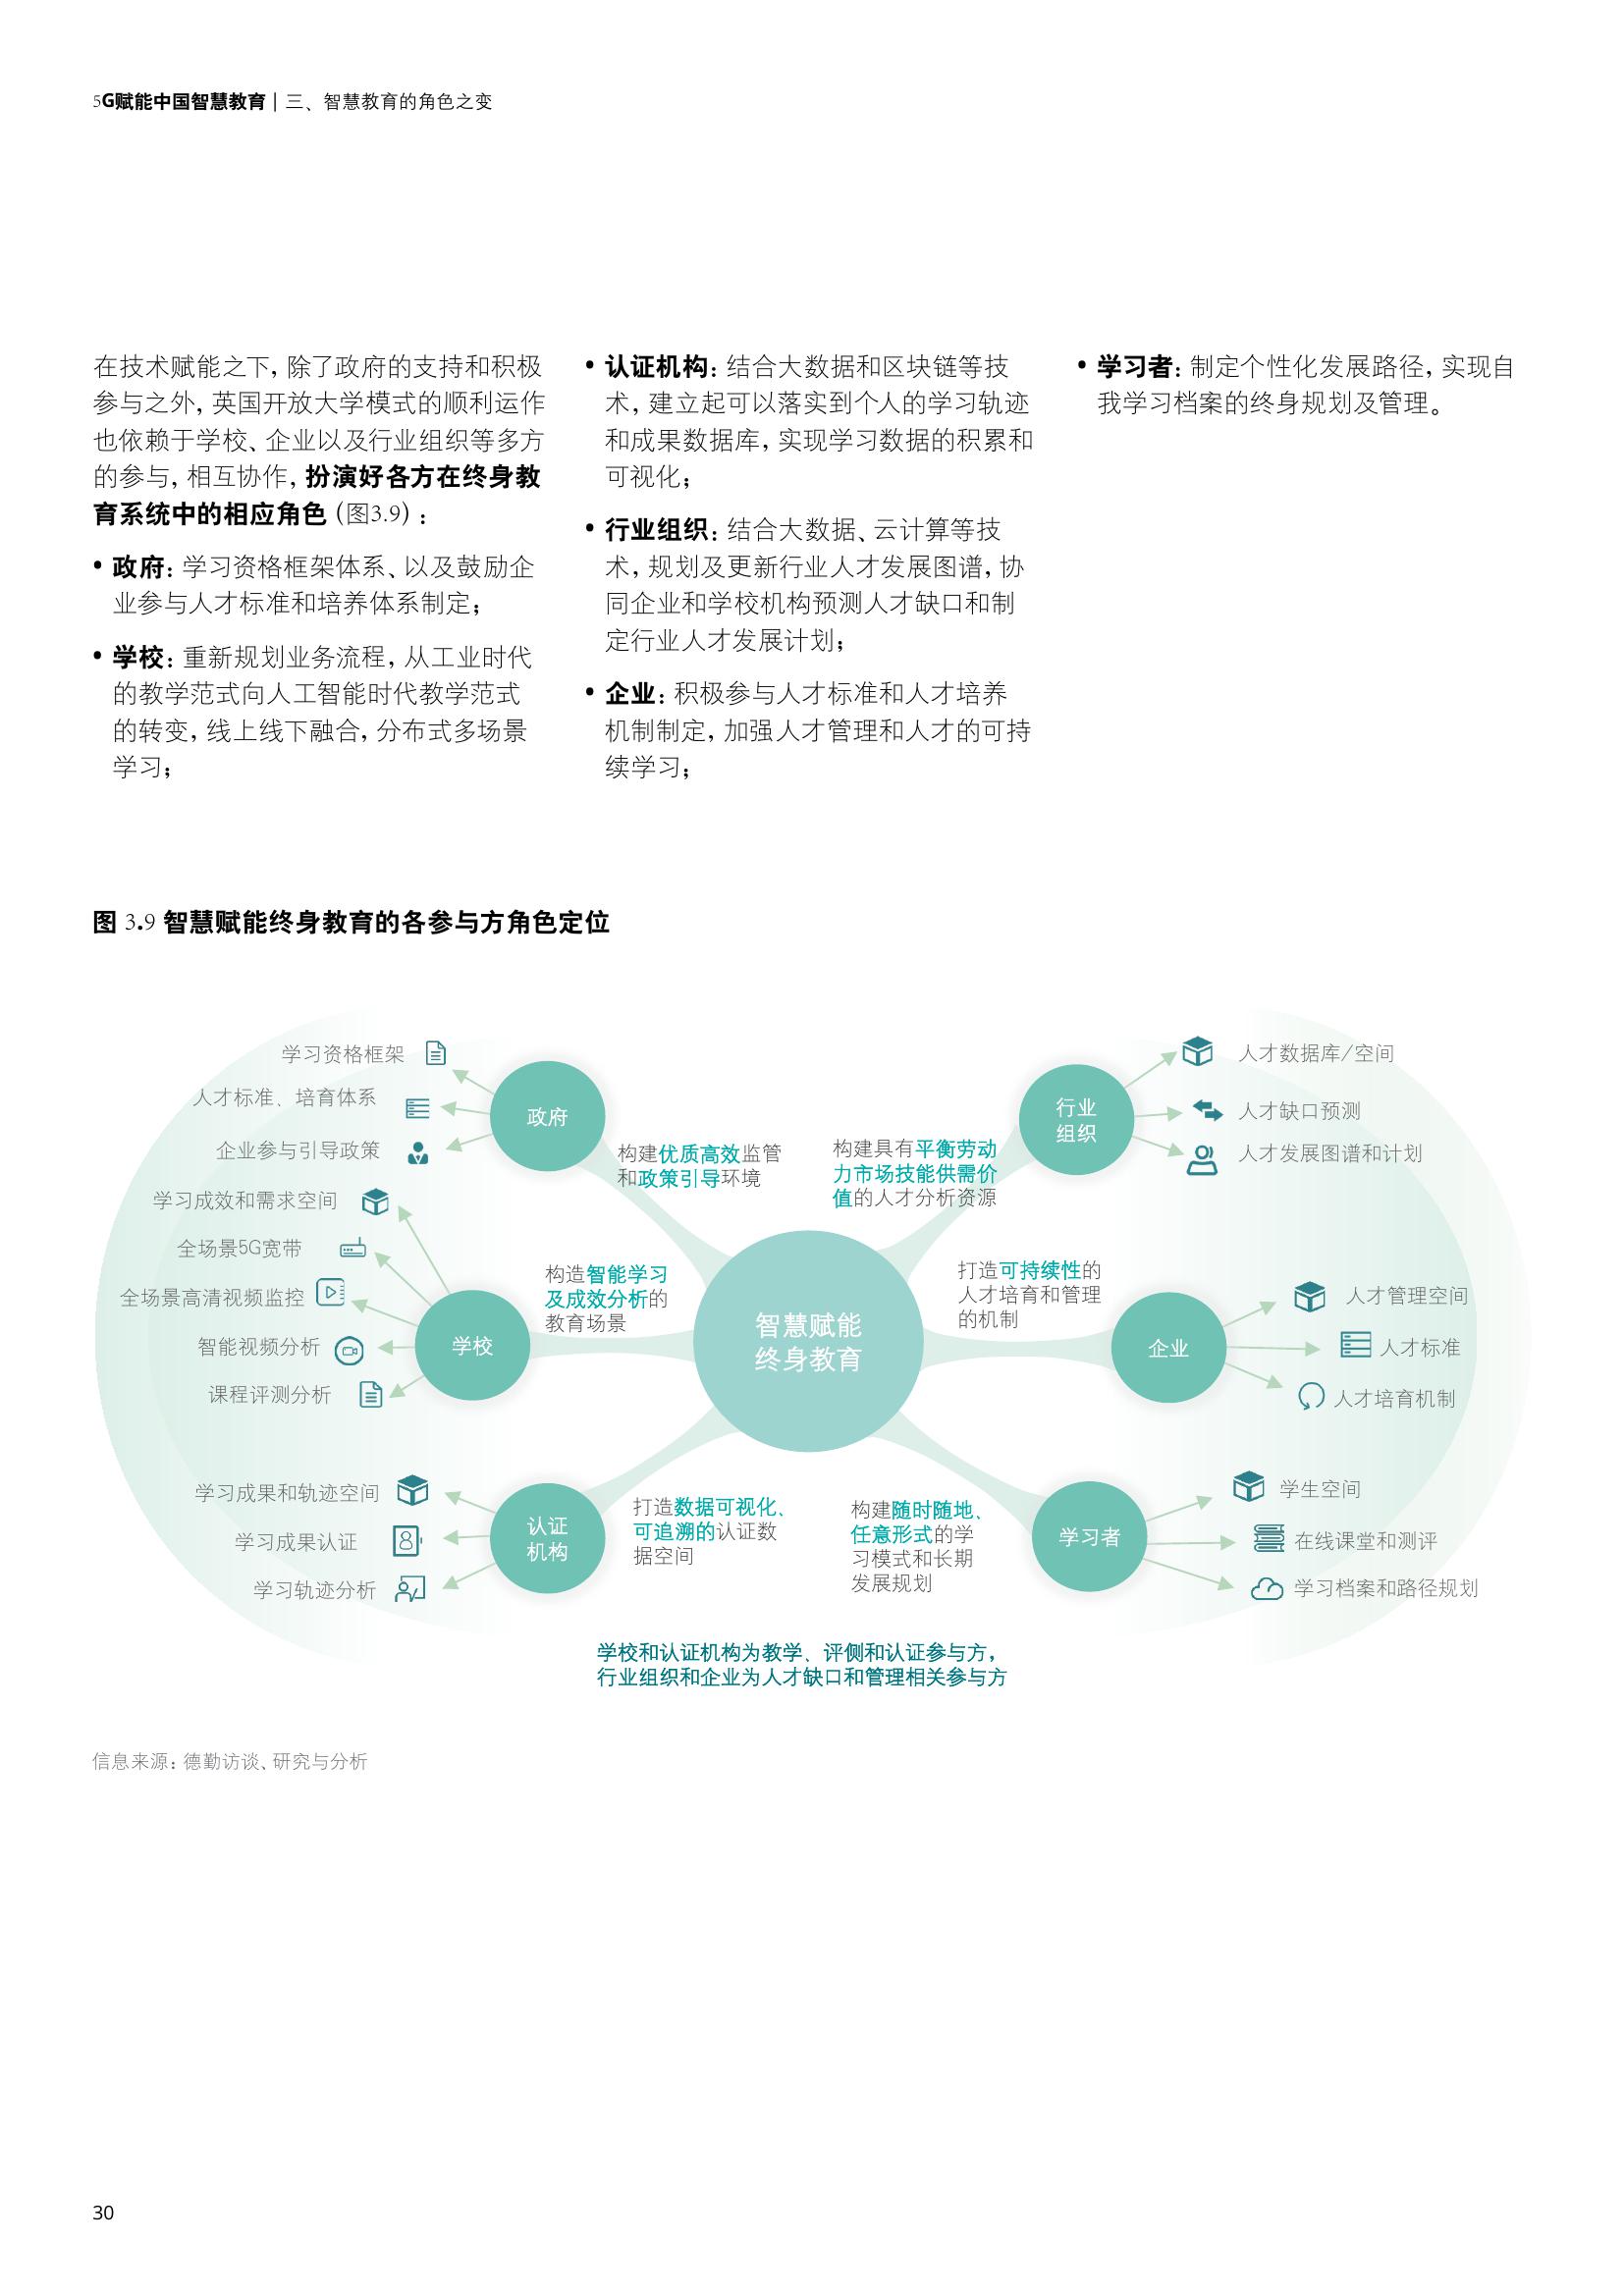 5G赋能中国智慧教育 | 三、智慧教育的角色之变
在技术赋能之下，除了政府的支持和积极
参与之外，英国开放大学模式的顺利运作
也依赖于学校、企业以及行业组织等多方
的参与，相互协作，扮演好各方在终身教
育系统中的相应角色（图3.9）：
• 政府：学习资格框架体系、以及鼓励企
业参与人才标准和培养体系制定；
• 学校：重新规划业务流程，从工业时代
的教学范式向人工智能时代教学范式
的转变，线上线下融合，分布式多场景
学习；
• 认证机构：结合大数据和区块链等技
术，建立起可以落实到个人的学习轨迹
和成果数据库，实现学习数据的积累和
可视化；
• 行业组织：结合大数据、云计算等技
术，规划及更新行业人才发展图谱，协
同企业和学校机构预测人才缺口和制
定行业人才发展计划；
• 企业：积极参与人才标准和人才培养
机制制定，加强人才管理和人才的可持
续学习；
• 学习者：制定个性化发展路径，实现自
我学习档案的终身规划及管理。
图 3.9 智慧赋能终身教育的各参与方角色定位
学习资格框架
人才标准、培育体系
企业参与引导政策
政府
构建优质高效监管
和政策引导环境
学习成效和需求空间
全场景5G宽带
全场景高清视频监控
智能视频分析
课程评测分析
学校
构造智能学习
及成效分析的
教育场景
学习成果和轨迹空间
学习成果认证
学习轨迹分析
认证
机构
打造数据可视化、
可追溯的认证数
据空间
智慧赋能
终身教育
构建具有平衡劳动
力市场技能供需价
值的人才分析资源
行业
组织
人才数据库/空间
人才缺口预测
人才发展图谱和计划
打造可持续性的
人才培育和管理
的机制
企业
人才管理空间
人才标准
人才培育机制
构建随时随地、
任意形式的学
习模式和长期
发展规划
学习者
学生空间
在线课堂和测评
学习档案和路径规划
学校和认证机构为教学、评侧和认证参与方，
行业组织和企业为人才缺口和管理相关参与方
信息来源：德勤访谈、研究与分析
30